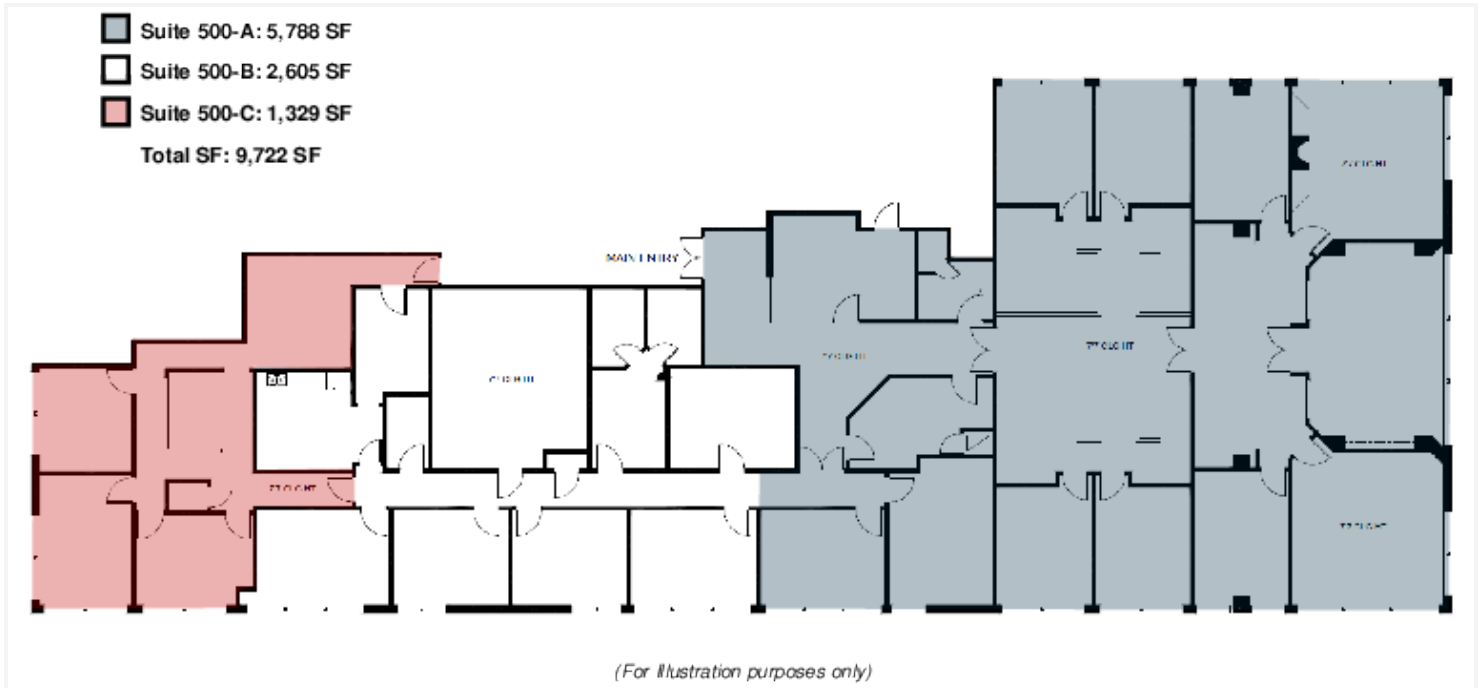 Suite 500-A: 5,788 SF
Suite 500-B: 2,605 SF
Suite 500-C: 1,329 SF
Total SF: 9,722 SF
MAIN ENTRY
(For Illustration purposes only)